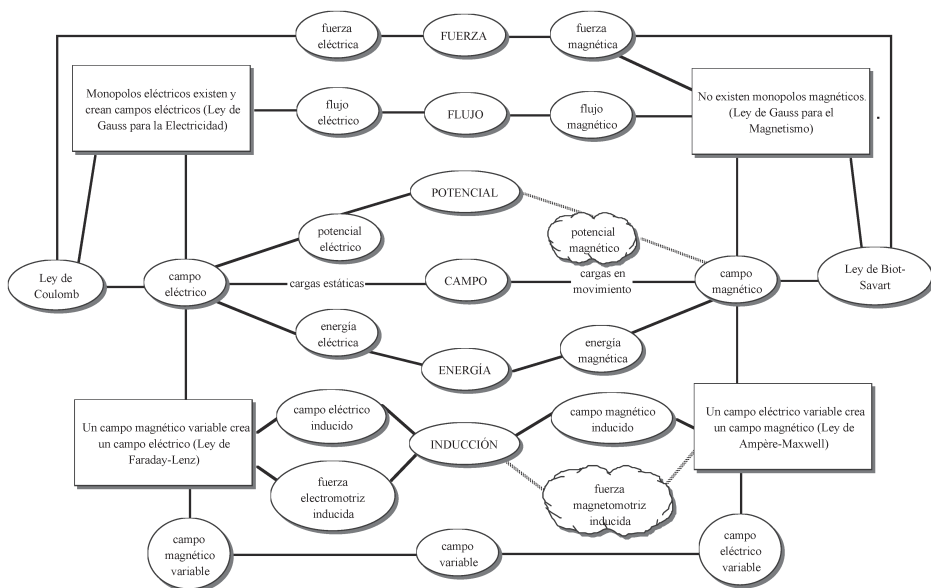 fuerza
eléctrica
FUERZA
fuerza
magnética
Monopolos eléctricos existen y
crean campos eléctricos (Ley de
Gauss para la Electricidad)
flujo
eléctrico
FLUJO
flujo
magnético
No existen monopolos magnéticos.
(Ley de Gauss para el
Magnetismo)
POTENCIAL
potencial
eléctrico
potencial
magnético
Ley de
Coulomb
campo
eléctrico
cargas estáticas
CAMPO
cargas en
movimiento
campo
magnético
Ley de Biot-
Savart
energía
eléctrica
ENERGÍA
energía
magnética
Un campo magnético variable crea
un campo eléctrico (Ley de
Faraday-Lenz)
campo eléctrico
inducido
INDUCCIÓN
campo magnético
inducido
Un campo eléctrico variable crea
un campo magnético (Ley de
Ampère-Maxwell)
fuerza
electromotriz
inducida
fuerza
magnetomotriz
inducida
campo
magnético
variable
campo
variable
campo
eléctrico
variable